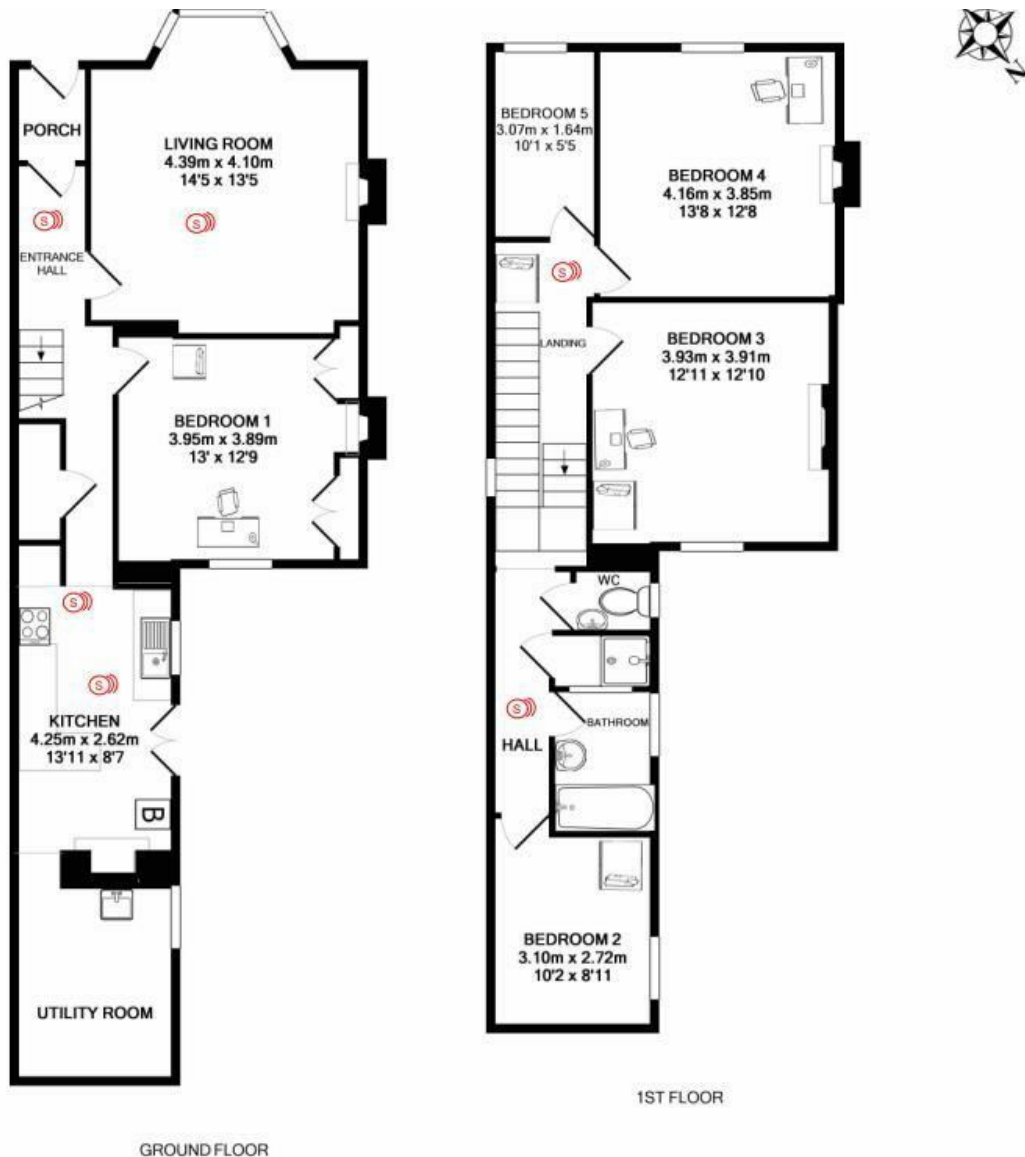 PORCH
LIVING ROOM
4.39m x 4.10m
14'5 x 13'5
S
S
ENTRANCE
HALL
BEDROOM 1
3.95m x 3.89m
13' x 12'9
S
S
KITCHEN
4.25m x 2.62m
13'11 x 8'7
B
UTILITY ROOM
GROUND FLOOR
N
BEDROOM 5
3.07m x 1.64m
10'1 x 5'5
BEDROOM 4
4.16m x 3.85m
13'8 x 12'8
S
LANDING
BEDROOM 3
3.93m x 3.91m
12'11 x 12'10
WC
S
HALL
BATHROOM
BEDROOM 2
3.10m x 2.72m
10'2 x 8'11
1ST FLOOR